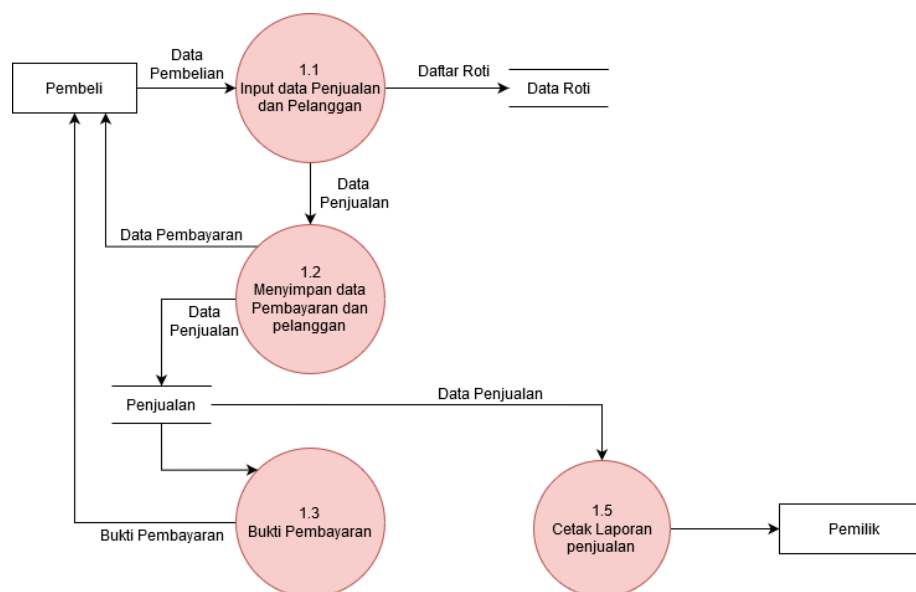 Data
Pembelian
Pembeli
1.1
Input data Penjualan
dan Pelanggan
Daftar Roti
Data Roti
Data
Penjualan
Data Pembayaran
1.2
Menyimpan data
Pembayaran dan
pelanggan
Data
Penjualan
Penjualan
Data Penjualan
1.3
Bukti Pembayaran
Bukti Pembayaran
1.5
Cetak Laporan
penjualan
Pemilik